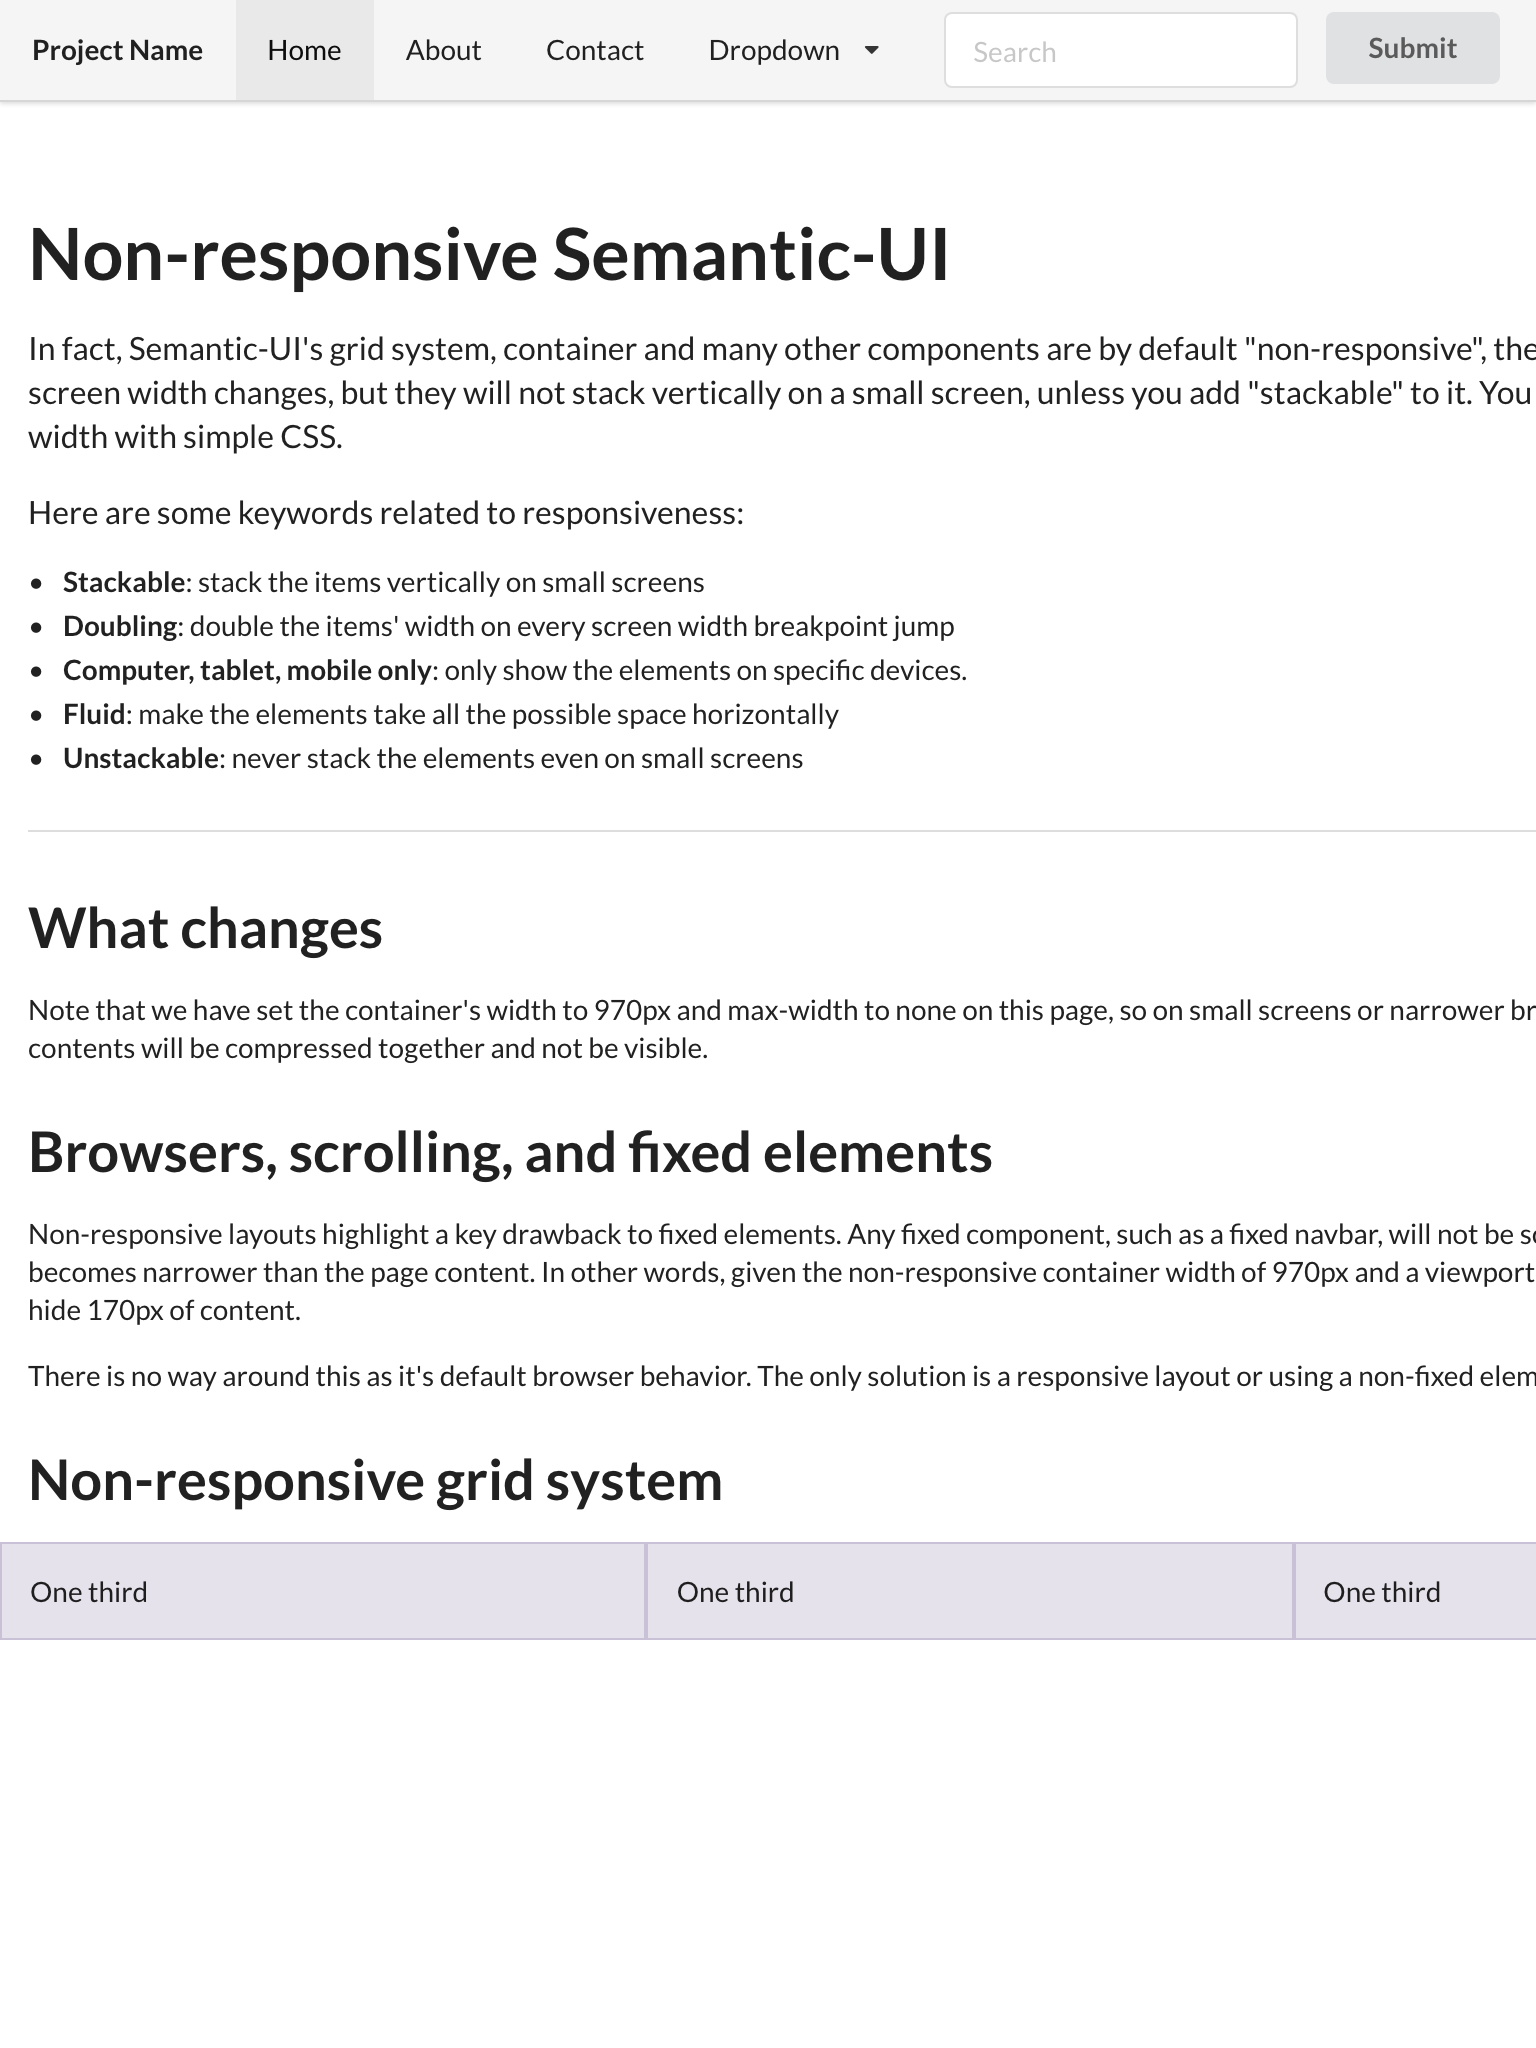 Project Name Home About Contact Dropdown Search Submit
Non-responsive Semantic-UI
In fact, Semantic-UI's grid system, container and many other components are by default "non-responsive", the
screen width changes, but they will not stack vertically on a small screen, unless you add "stackable" to it. You
width with simple CSS.
Here are some keywords related to responsiveness:
• Stackable: stack the items vertically on small screens
• Doubling: double the items' width on every screen width breakpoint jump
• Computer, tablet, mobile only: only show the elements on specific devices.
• Fluid: make the elements take all the possible space horizontally
• Unstackable: never stack the elements even on small screens
What changes
Note that we have set the container's width to 970px and max-width to none on this page, so on small screens or narrower br
contents will be compressed together and not be visible.
Browsers, scrolling, and fixed elements
Non-responsive layouts highlight a key drawback to fixed elements. Any fixed component, such as a fixed navbar, will not be sc
becomes narrower than the page content. In other words, given the non-responsive container width of 970px and a viewport
hide 170px of content.
There is no way around this as it's default browser behavior. The only solution is a responsive layout or using a non-fixed elem
Non-responsive grid system
One third One third One third